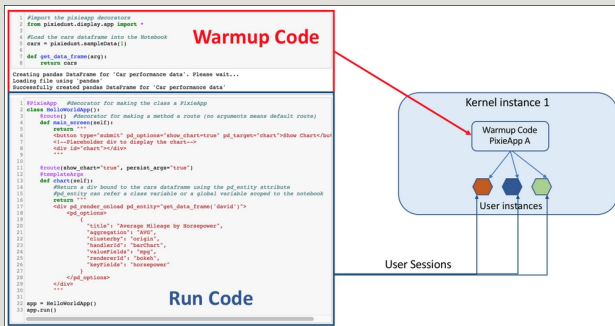 1 #import the pixieapp decorators
2 from pixiedust.display.app import *
3
4 #Load the cars dataframe into the Notebook
5 cars = pixiedust.sampleData(1)
6
7 def get_data_frame(arg):
8 return cars
Warmup Code
Creating pandas DataFrame for 'Car performance data'. Please wait...
Loading file using 'pandas'
Successfully created pandas DataFrame for 'Car performance data'
1 @PixieApp #decorator for making the class a PixieApp
2 class HelloWorldApp():
3 @route() #decorator for making a method a route (no arguments means default route)
4 def main_screen(self):
5 return """
6 <button type="submit" pd_options="show_chart=true" pd_target="chart">Show Chart</but
7 <!--Placeholder div to display the chart-->
8 <div id="chart"></div>
9 """
10
11 @route(show_chart="true", persist_args="true")
12 @templateArgs
13 def chart(self):
14 #Return a div bound to the cars dataframe using the pd_entity attribute
15 #pd_entity can refer a class variable or a global variable scoped to the notebook
16 return """
17 <div pd_render_onload pd_entity="get_data_frame('david')">
18 <pd_options>
19 {
20 "title": "Average Mileage by Horsepower",
21 "aggregation": "AVG",
22 "clusterby": "origin",
23 "handlerId": "barChart",
24 "valueFields": "mpg",
25 "rendererId": "bokeh",
26 "keyFields": "horsepower"
27 }
28 </pd_options>
29 </div>
30 """
31
32 app = HelloWorldApp()
33 app.run()
Run Code
Kernel instance 1
Warmup Code
PixieApp A
User instances
User Sessions